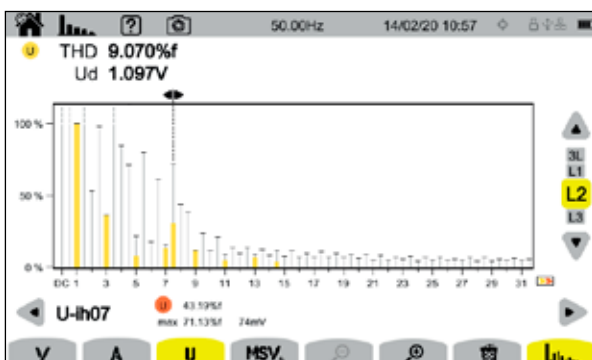 ? 50.00Hz 14/02/20 10:57
U THD 9.070%f
Ud 1.097V
100 %
3L
L1
50 %
L2
L3
0 %
DC 1 3 5 7 9 11 13 15 17 19 21 23 25 27 29 31
U-ih07 U 43.19%f
max 71.13%f 74mV
V A U MSV